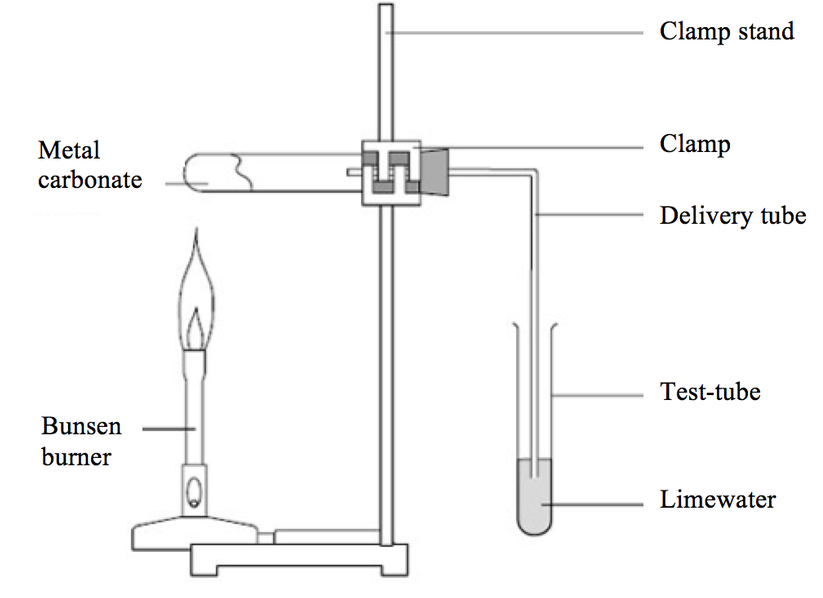 Clamp stand
Clamp
Metal
carbonate
Delivery tube
Test-tube
Bunsen
burner
Limewater